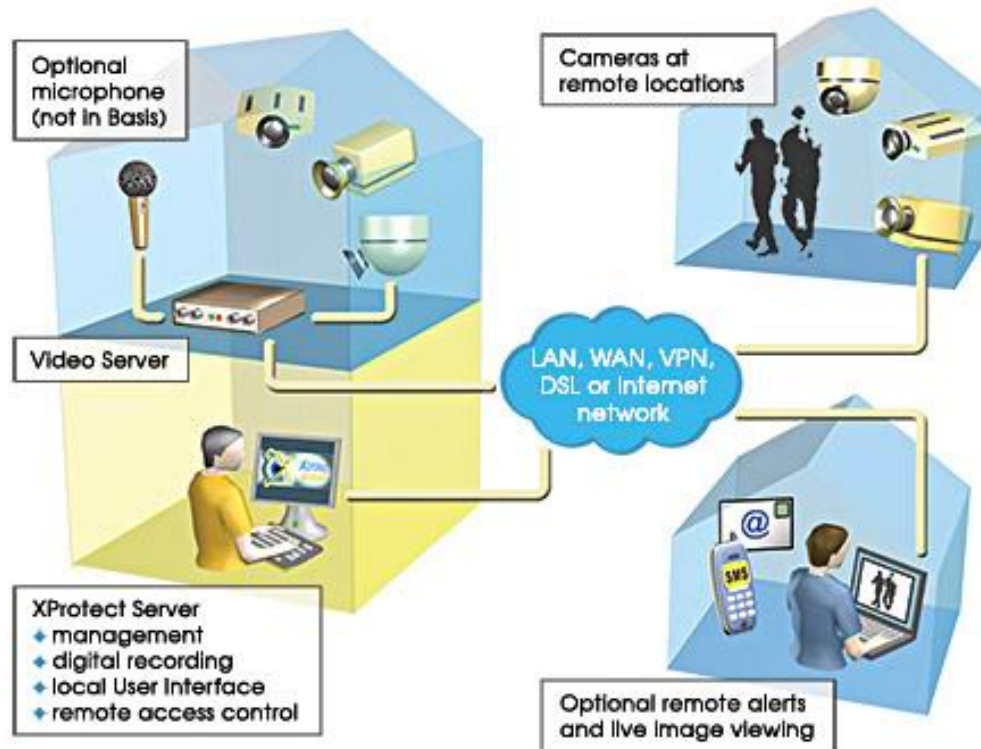 Optional
microphone
(not in Basis)
Cameras at
remote locations
Video Server
LAN, WAN, VPN,
DSL or internet
network
@
SMS
XProtect Server
management
digital recording
local User Interface
remote access control
Optional remote alerts
and live image viewing